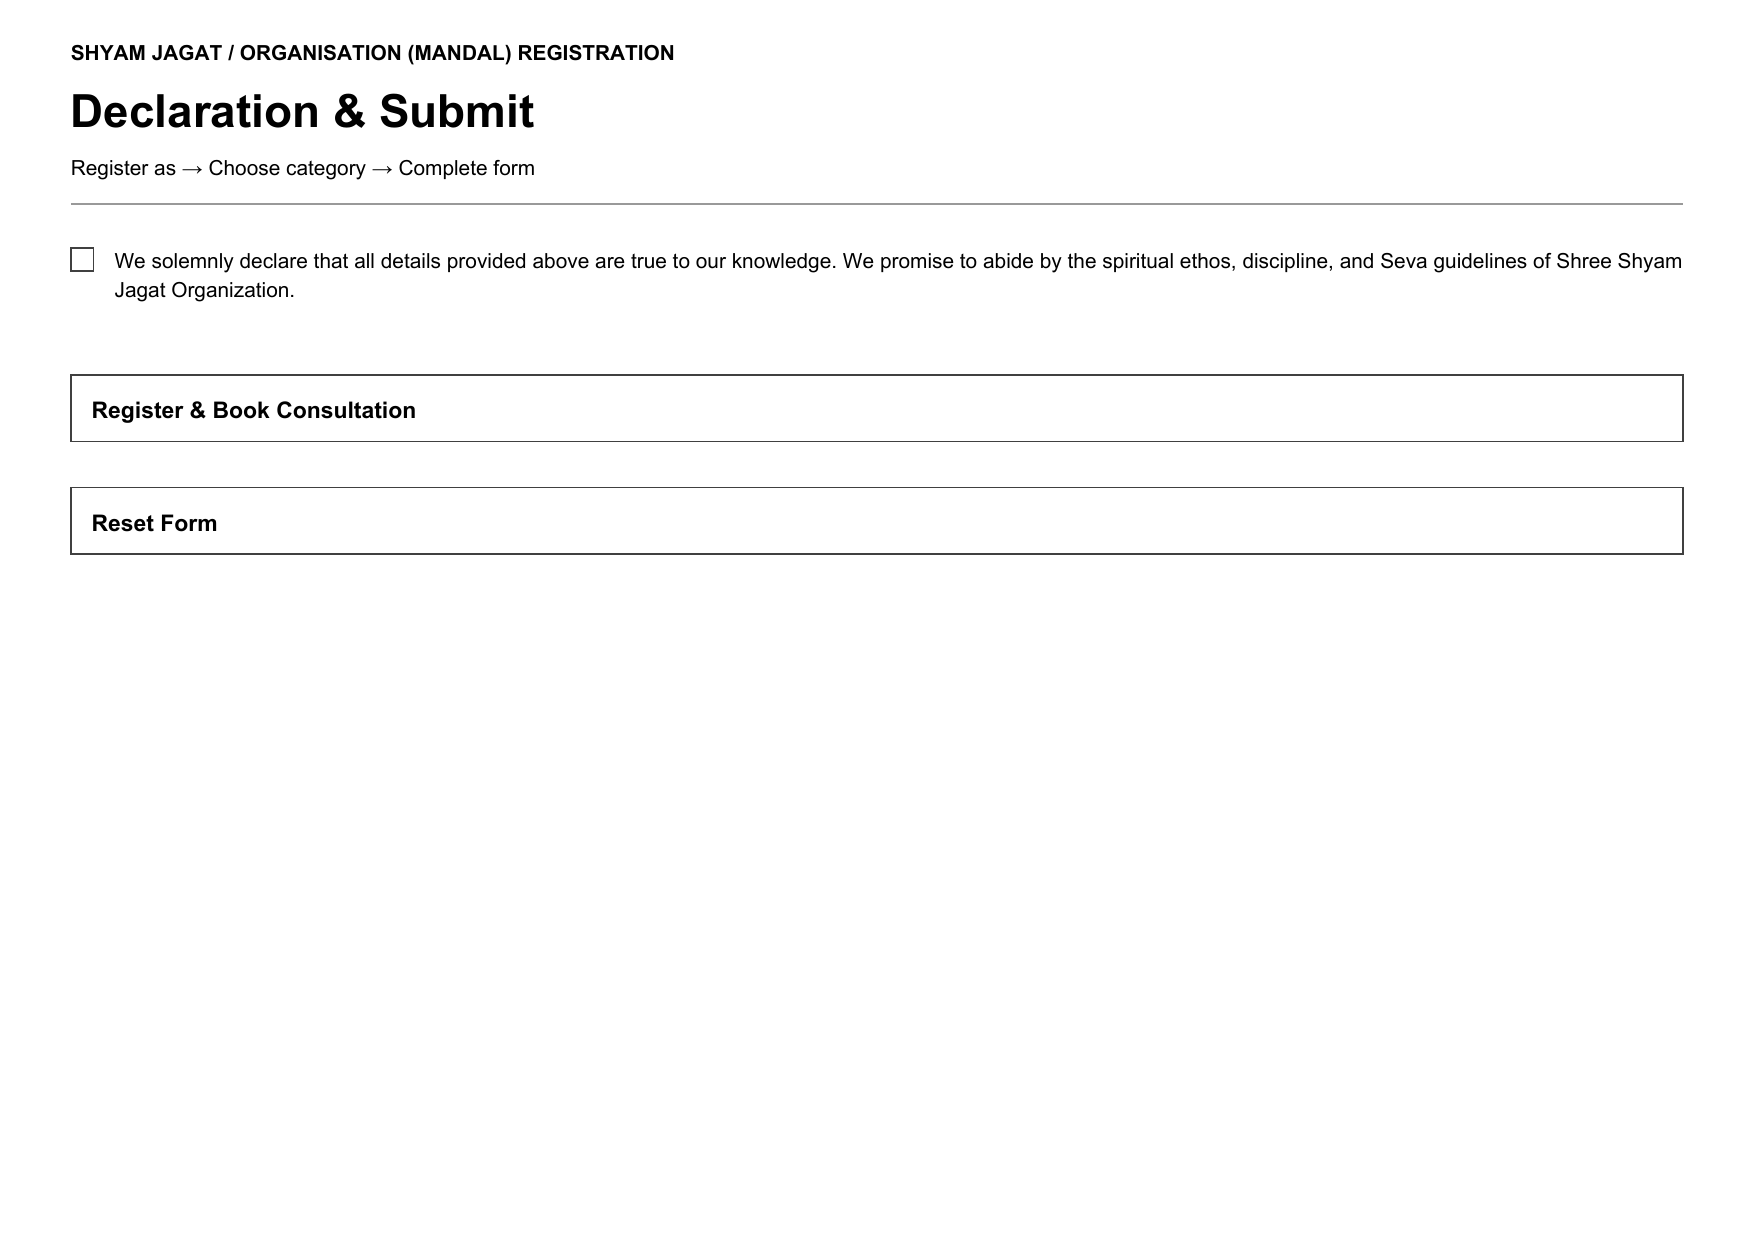 SHYAM JAGAT / ORGANISATION (MANDAL) REGISTRATION
Declaration & Submit
Register as → Choose category → Complete form
We solemnly declare that all details provided above are true to our knowledge. We promise to abide by the spiritual ethos, discipline, and Seva guidelines of Shree Shyam
Jagat Organization.
Register & Book Consultation
Reset Form